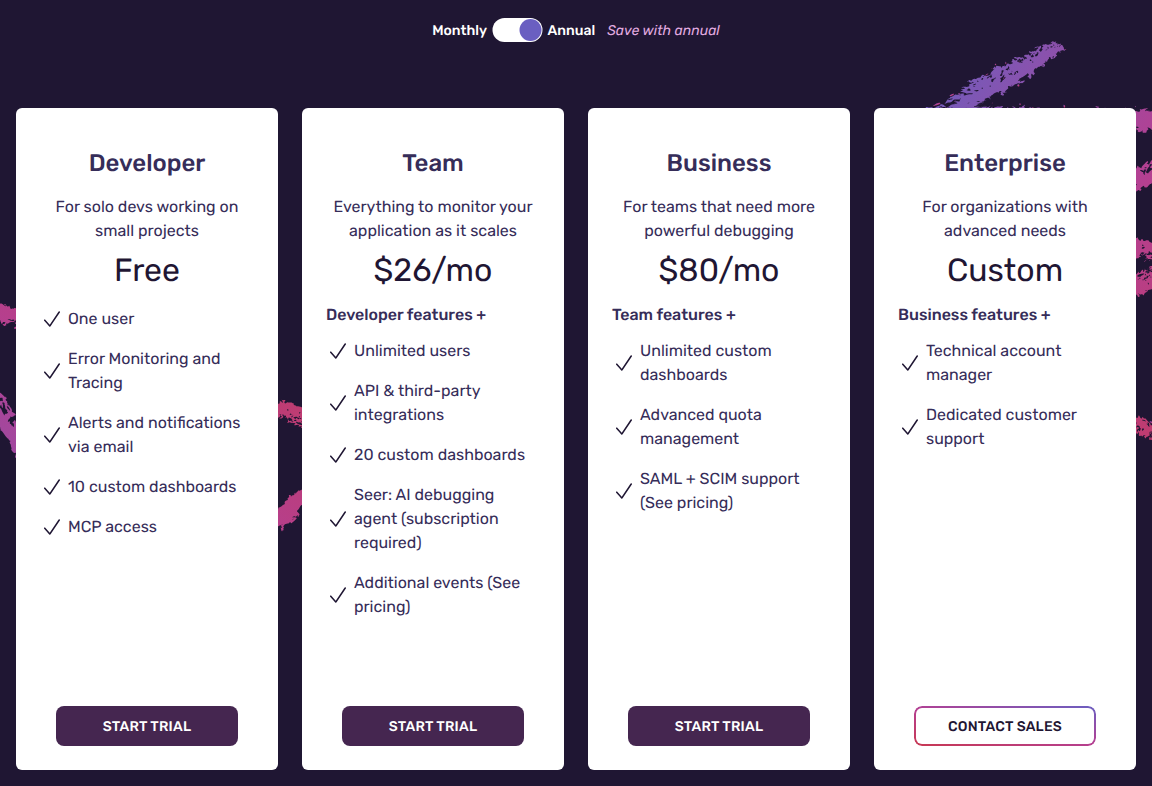 Monthly Annual Save with annual
Developer
For solo devs working on
small projects
Free
One user
Error Monitoring and
Tracing
Alerts and notifications
via email
10 custom dashboards
MCP access
START TRIAL
Team
Everything to monitor your
application as it scales
$26/mo
Developer features +
Unlimited users
API & third-party
integrations
20 custom dashboards
Seer: AI debugging
agent (subscription
required)
Additional events (See
pricing)
START TRIAL
Business
For teams that need more
powerful debugging
$80/mo
Team features +
Unlimited custom
dashboards
Advanced quota
management
SAML + SCIM support
(See pricing)
START TRIAL
Enterprise
For organizations with
advanced needs
Custom
Business features +
Technical account
manager
Dedicated customer
support
CONTACT SALES